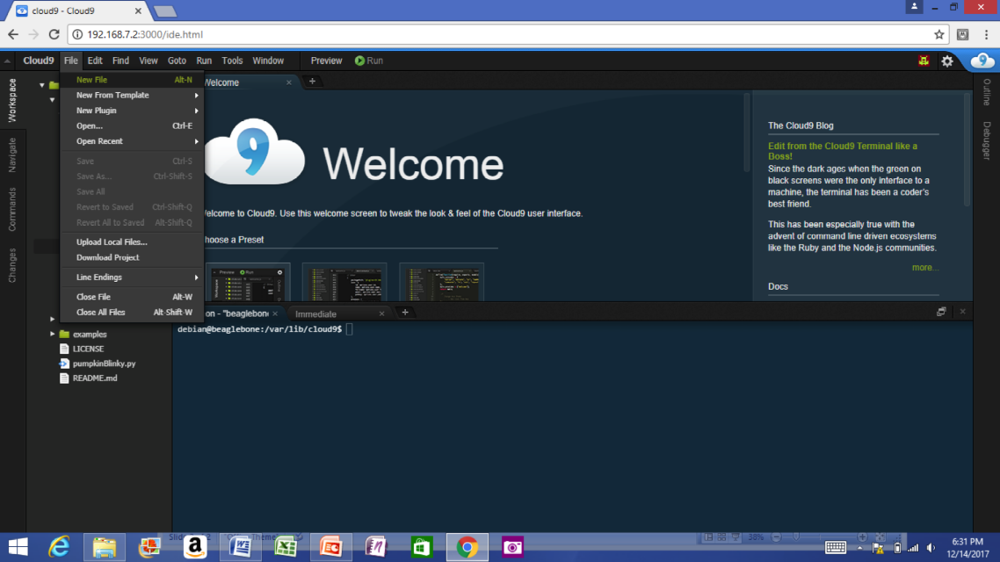 cloud9 - Cloud9
192.168.7.2:3000/ide.html
Cloud9 File Edit Find View Goto Run Tools Window Preview Run
New File Alt-N
New From Template
New Plugin
Open... Ctrl-E
Open Recent
Save Ctrl-S
Save As... Ctrl-Shift-S
Save All
Revert to Saved Ctrl-Shift-Q
Revert All to Saved Alt-Shift-Q
Upload Local Files...
Download Project
Line Endings
Close File Alt-W
Close All Files Alt-Shift-W
Workspace
Navigate
Commands
Changes
examples
LICENSE
pumpkinBlinky.py
README.md
Welcome
9
Welcome
elcome to Cloud9. Use this welcome screen to tweak the look & feel of the Cloud9 user interface.
hoose a Preset
Preview Run
The Cloud9 Blog
Edit from the Cloud9 Terminal like a
Boss!
Since the dark ages when the green on
black screens were the only interface to a
machine, the terminal has been a coder's
best friend.
This has been especially true with the
advent of command line driven ecosystems
like the Ruby and the Node.js communities.
more...
Docs
Outline
Debugger
on - "beaglebon Immediate
debian@beaglebone:/var/lib/cloud9$
38%
6:31 PM
12/14/2017